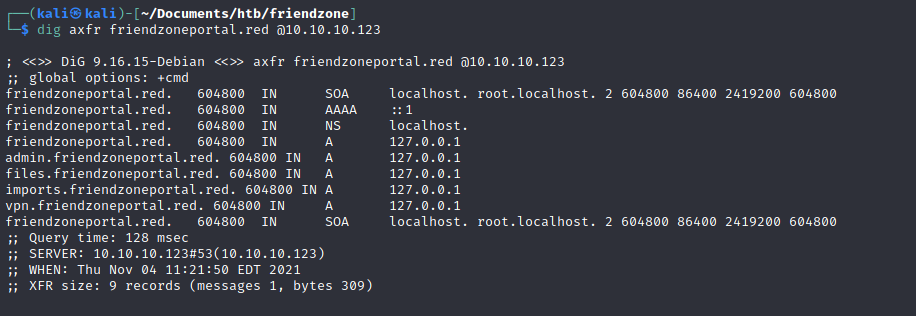 ┌──(kali㉿kali)-[~/Documents/htb/friendzone]
└─$ dig axfr friendzoneportal.red @10.10.10.123
; <<>> DiG 9.16.15-Debian <<>> axfr friendzoneportal.red @10.10.10.123
;; global options: +cmd
friendzoneportal.red. 604800 IN SOA localhost. root.localhost. 2 604800 86400 2419200 604800
friendzoneportal.red. 604800 IN AAAA ::1
friendzoneportal.red. 604800 IN NS localhost.
friendzoneportal.red. 604800 IN A 127.0.0.1
admin.friendzoneportal.red. 604800 IN A 127.0.0.1
files.friendzoneportal.red. 604800 IN A 127.0.0.1
imports.friendzoneportal.red. 604800 IN A 127.0.0.1
vpn.friendzoneportal.red. 604800 IN A 127.0.0.1
friendzoneportal.red. 604800 IN SOA localhost. root.localhost. 2 604800 86400 2419200 604800
;; Query time: 128 msec
;; SERVER: 10.10.10.123#53(10.10.10.123)
;; WHEN: Thu Nov 04 11:21:50 EDT 2021
;; XFR size: 9 records (messages 1, bytes 309)